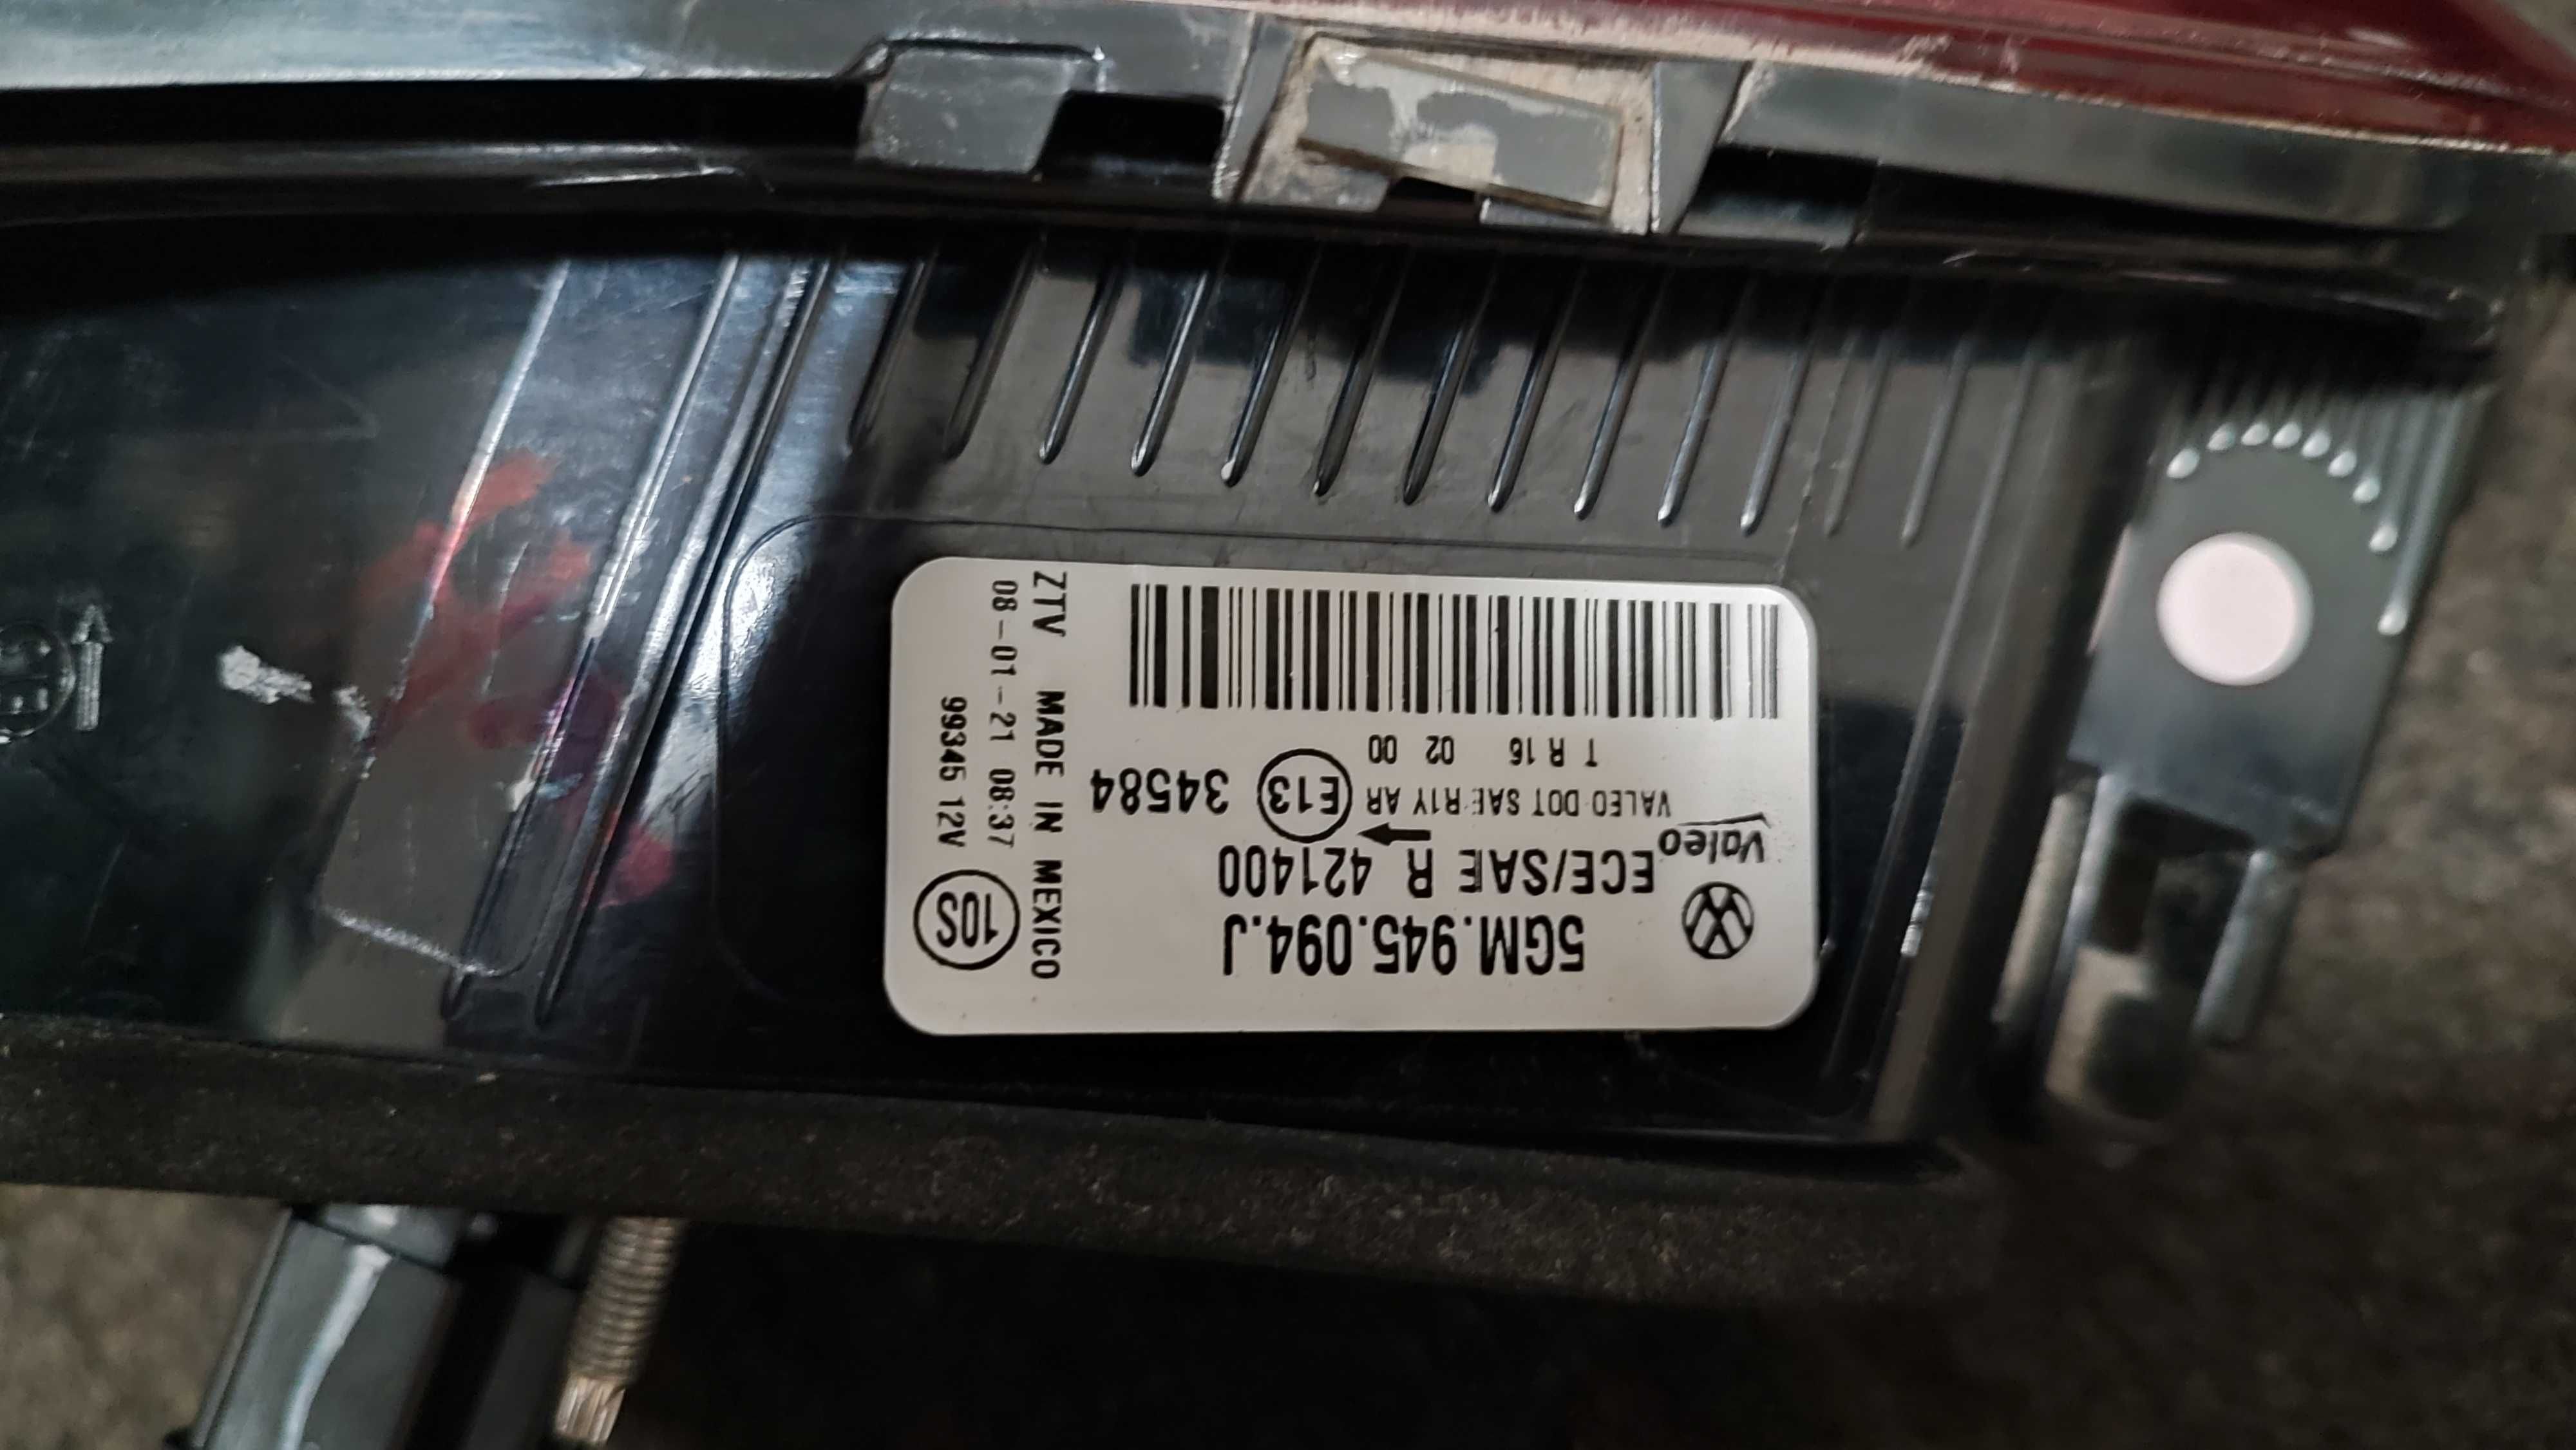 5GM.945.094.J
ECE/SAE R 421400
Valeo
VALEO DOT SAE R1Y AR E13 34584
T R 16 02 00
ZTV MADE IN MEXICO
08-01-21 08:37
99345 12V
10S